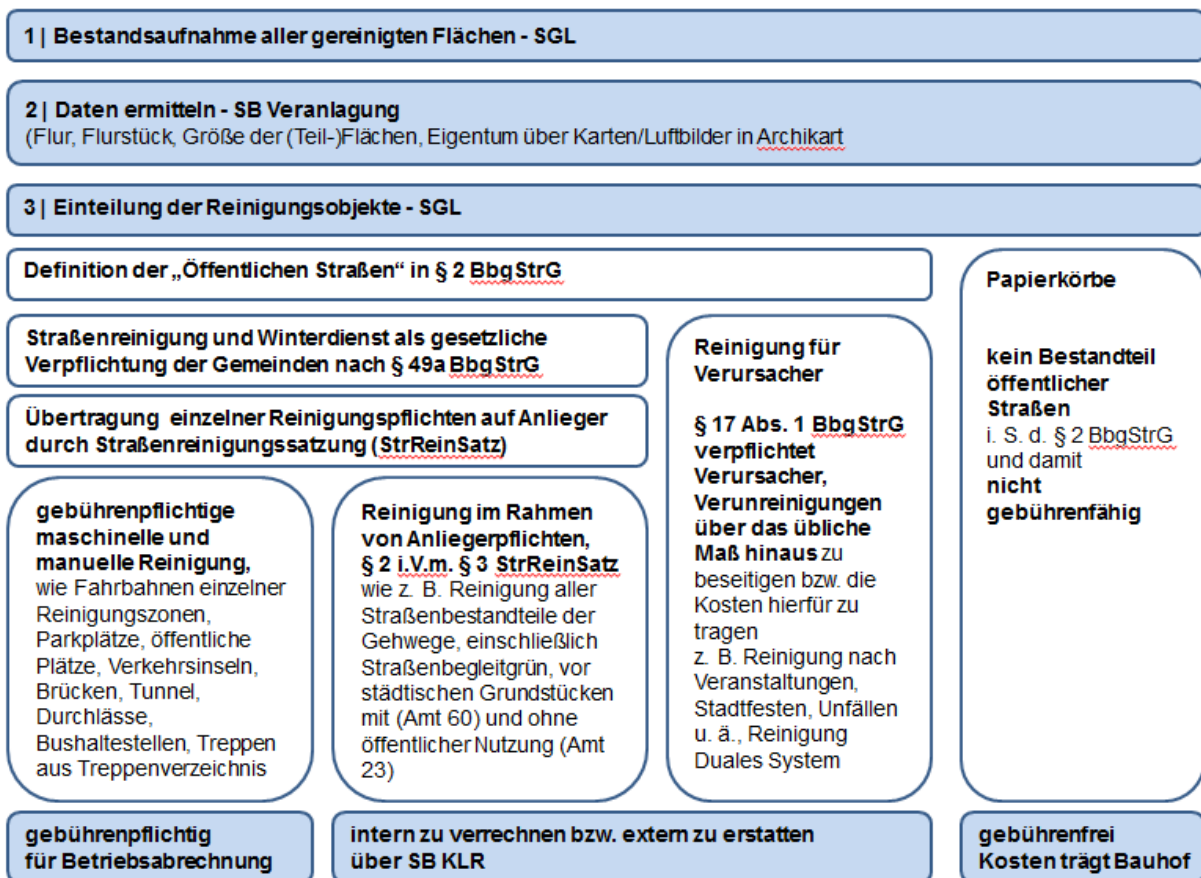 1 | Bestandsaufnahme aller gereinigten Flächen - SGL
2 | Daten ermitteln - SB Veranlagung
(Flur, Flurstück, Größe der (Teil-)Flächen, Eigentum über Karten/Luftbilder in Archikart
3 | Einteilung der Reinigungsobjekte - SGL
Definition der „Öffentlichen Straßen“ in § 2 BbgStrG
Straßenreinigung und Winterdienst als gesetzliche
Verpflichtung der Gemeinden nach § 49a BbgStrG
Übertragung einzelner Reinigungspflichten auf Anlieger
durch Straßenreinigungssatzung (StrReinSatz)
gebührenpflichtige
maschinelle und
manuelle Reinigung,
wie Fahrbahnen einzelner
Reinigungszonen,
Parkplätze, öffentliche
Plätze, Verkehrsinseln,
Brücken, Tunnel,
Durchlässe,
Bushaltestellen, Treppen
aus Treppenverzeichnis
Reinigung im Rahmen
von Anliegerpflichten,
§ 2 i.V.m. § 3 StrReinSatz
wie z. B. Reinigung aller
Straßenbestandteile der
Gehwege, einschließlich
Straßenbegleitgrün, vor
städtischen Grundstücken
mit (Amt 60) und ohne
öffentlicher Nutzung (Amt
23)
Reinigung für
Verursacher
§ 17 Abs. 1 BbgStrG
verpflichtet
Verursacher,
Verunreinigungen
über das übliche
Maß hinaus zu
beseitigen bzw. die
Kosten hierfür zu
tragen
z. B. Reinigung nach
Veranstaltungen,
Stadtfesten, Unfällen
u. ä., Reinigung
Duales System
Papierkörbe
kein Bestandteil
öffentlicher
Straßen
i. S. d. § 2 BbgStrG
und damit
nicht
gebührenfähig
gebührenpflichtig
für Betriebsabrechnung
intern zu verrechnen bzw. extern zu erstatten
über SB KLR
gebührenfrei
Kosten trägt Bauhof